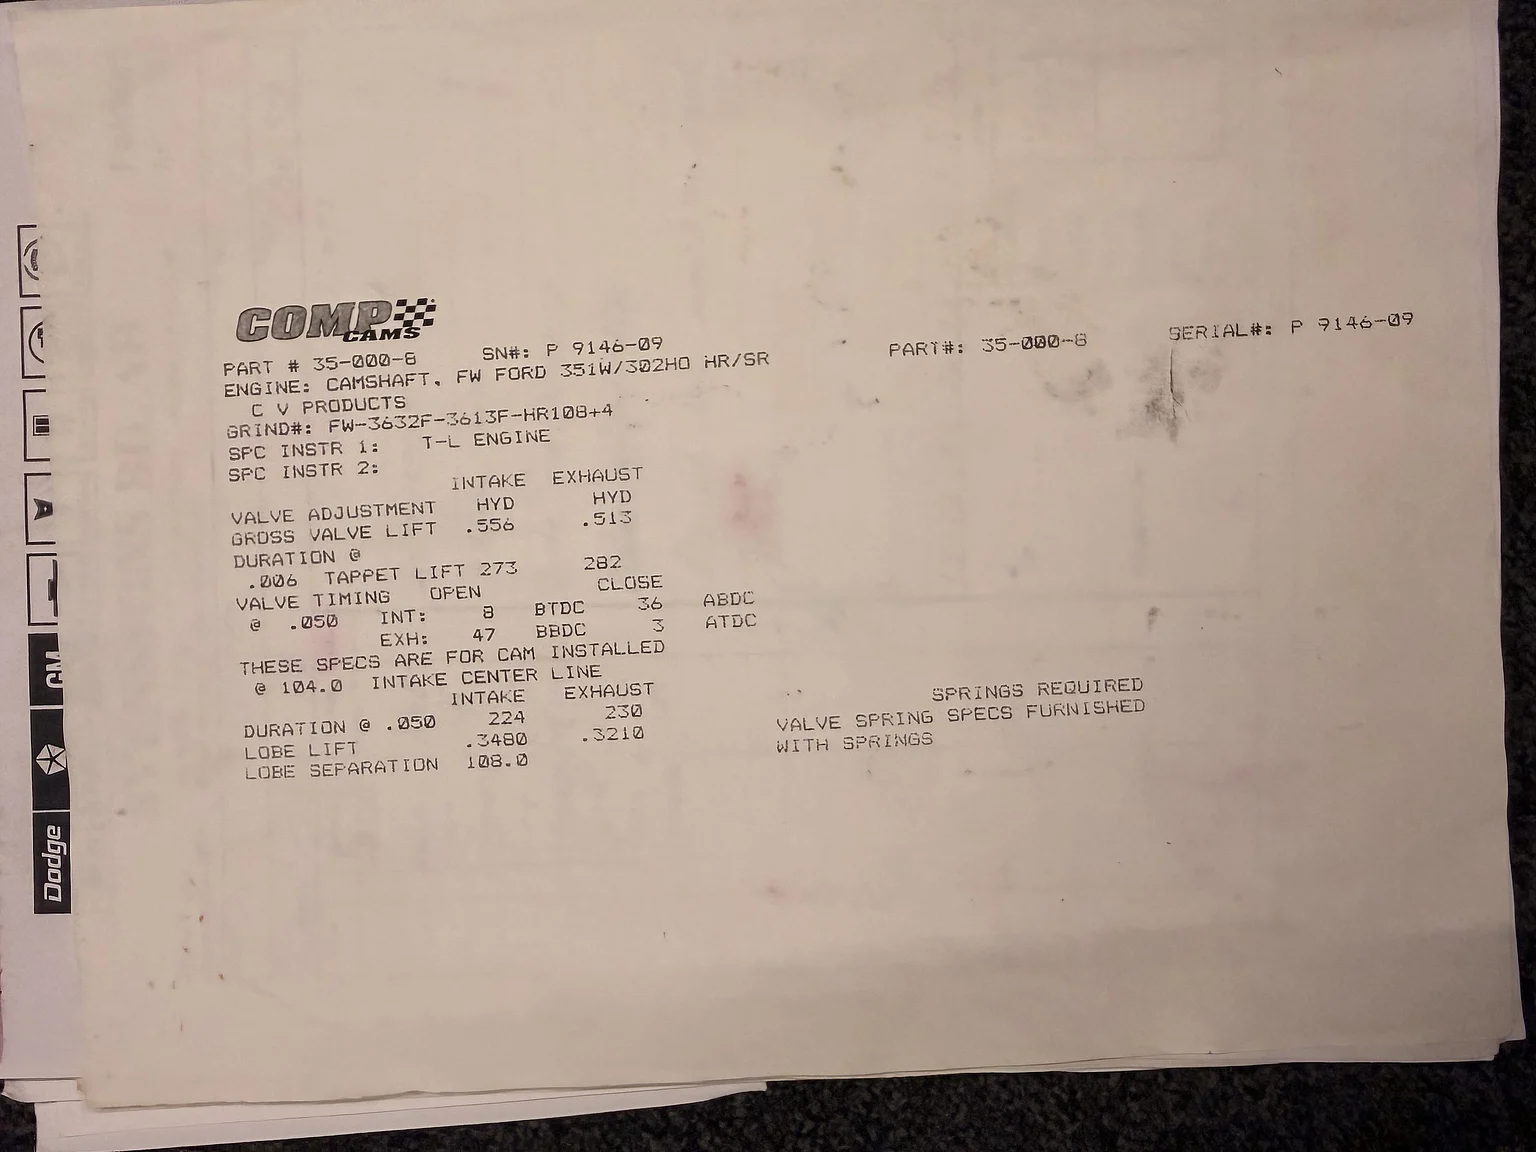 COMP
CAMS
PART # 35-000-8 SN#: P 9146-09
ENGINE: CAMSHAFT, FW FORD 351W/302HO HR/SR
C V PRODUCTS
GRIND#: FW-3632F-3613F-HR108+4
SPC INSTR 1: T-L ENGINE
SPC INSTR 2:
INTAKE EXHAUST
VALVE ADJUSTMENT HYD HYD
GROSS VALVE LIFT .556 .513
DURATION @
.006 TAPPET LIFT 273 282
VALVE TIMING OPEN CLOSE
@ .050 INT: 8 BTDC 36 ABDC
EXH: 47 BBDC 3 ATDC
THESE SPECS ARE FOR CAM INSTALLED
@ 104.0 INTAKE CENTER LINE
INTAKE EXHAUST
DURATION @ .050 224 230
LOBE LIFT .3480 .3210
LOBE SEPARATION 108.0
PART#: 35-000-8 SERIAL#: P 9146-09
SPRINGS REQUIRED
VALVE SPRING SPECS FURNISHED
WITH SPRINGS
GM
Dodge